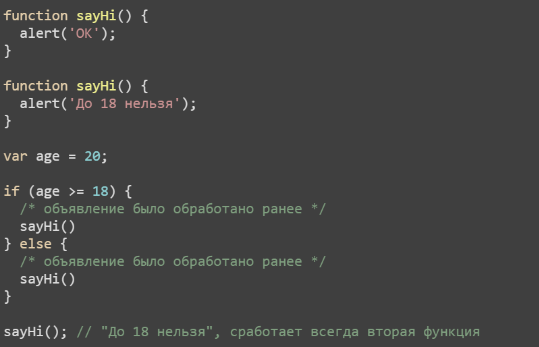 function sayHi() {
  alert('ОК');
}

function sayHi() {
  alert('До 18 нельзя');
}

var age = 20;

if (age >= 18) {
  /* объявление было обработано ранее */
  sayHi()
} else {
  /* объявление было обработано ранее */
  sayHi()
}

sayHi(); // "До 18 нельзя", сработает всегда вторая функция